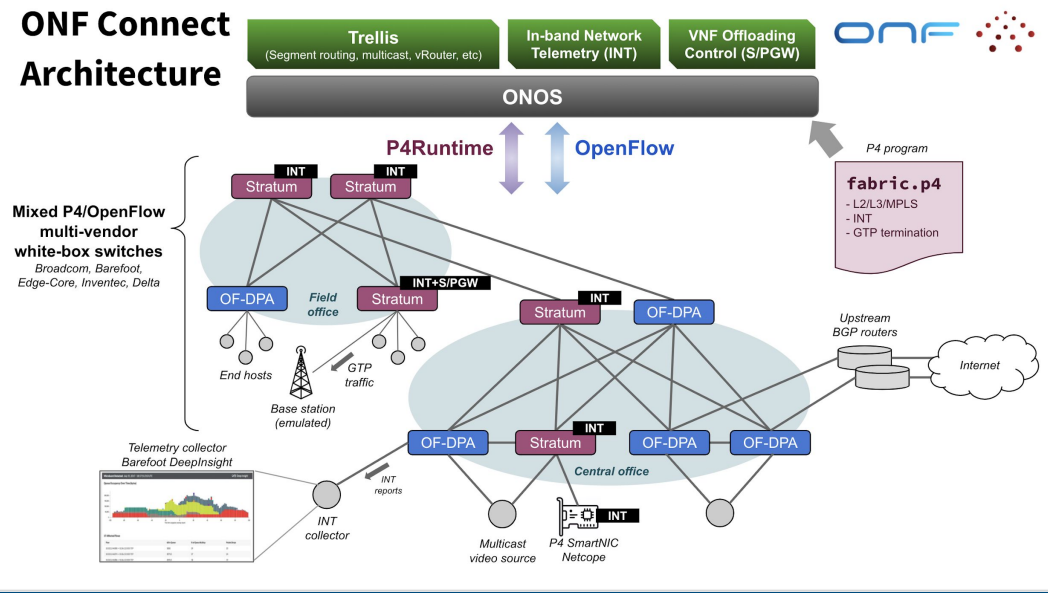 ONF Connect
Architecture
Trellis
(Segment routing, multicast, vRouter, etc)
In-band Network
Telemetry (INT)
VNF Offloading
Control (S/PGW)
ONF
ONOS
P4Runtime
OpenFlow
P4 program
fabric.p4
- L2/L3/MPLS
- INT
- GTP termination
Mixed P4/OpenFlow
multi-vendor
white-box switches
Broadcom, Barefoot,
Edge-Core, Inventec, Delta
INT
Stratum
INT
Stratum
OF-DPA
Field
office
INT+S/PGW
Stratum
End hosts
Base station
(emulated)
GTP
traffic
INT
Stratum
OF-DPA
Upstream
BGP routers
Internet
OF-DPA
INT
Stratum
OF-DPA
OF-DPA
Central office
Telemetry collector
Barefoot DeepInsight
INT
reports
INT
collector
Multicast
video source
INT
P4 SmartNIC
Netcope